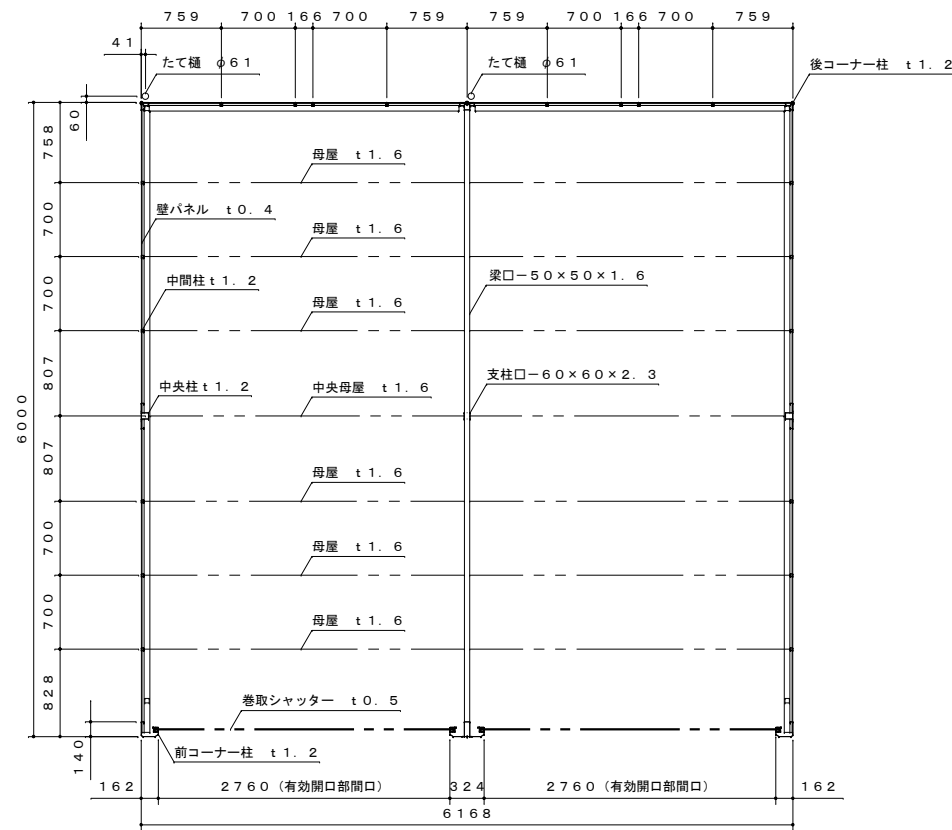 ７５９ ７００ １６６ ７００ ７５９ ７５９ ７００ １６６ ７００ ７５９
４１
たて樋 φ６１ たて樋 φ６１
後コーナー柱 ｔ１．２
６０
７５８
母屋 ｔ１．６
７００
壁パネル ｔ０．４
母屋 ｔ１．６
７００
中間柱ｔ１．２
梁口－５０×５０×１．６
母屋 ｔ１．６
８０７
中央柱ｔ１．２
中央母屋 ｔ１．６
支柱口－６０×６０×２．３
６０００
８０７
母屋 ｔ１．６
７００
母屋 ｔ１．６
７００
母屋 ｔ１．６
８２８
巻取シャッター ｔ０．５
１４０
前コーナー柱 ｔ１．２
１６２ ２７６０（有効開口部間口） ３２４ ２７６０（有効開口部間口） １６２
６１６８